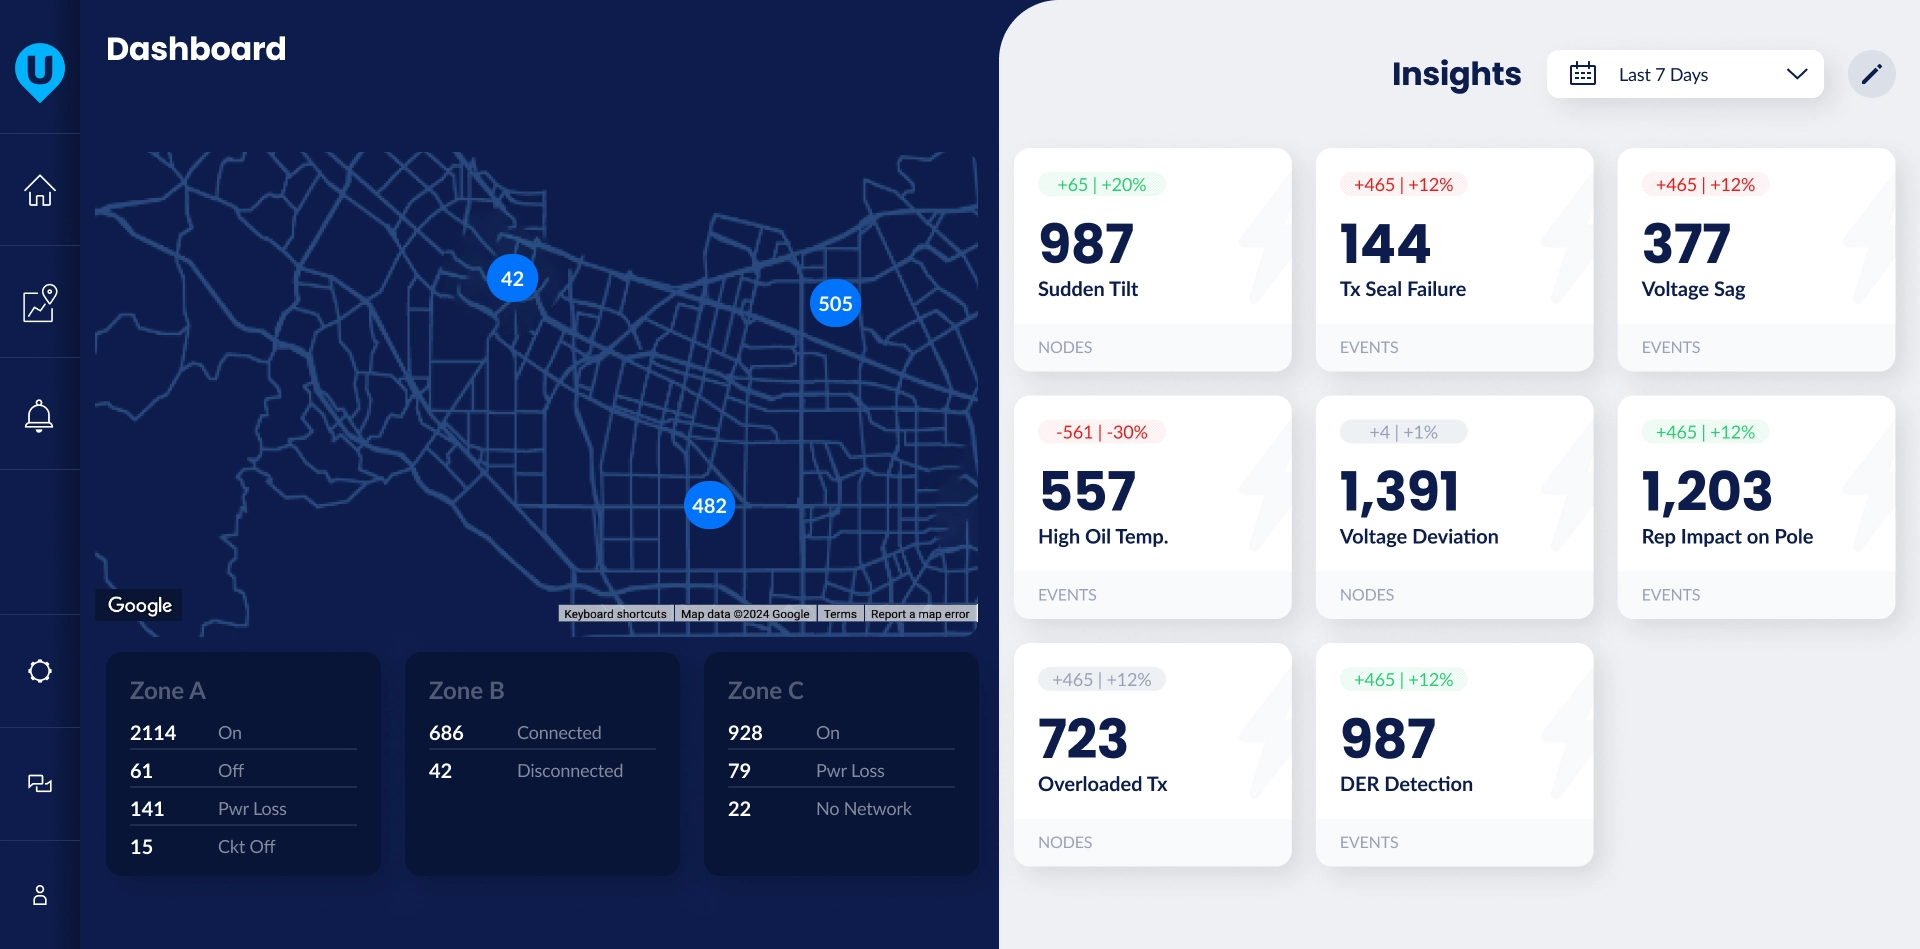 U
Dashboard
42
505
482
Google
Keyboard shortcuts
Map data ©2024 Google
Terms
Report a map error
Zone A
2114 On
61 Off
141 Pwr Loss
15 Ckt Off
Zone B
686 Connected
42 Disconnected
Zone C
928 On
79 Pwr Loss
22 No Network
Insights
Last 7 Days
+65 | +20%
987
Sudden Tilt
NODES
+465 | +12%
144
Tx Seal Failure
EVENTS
+465 | +12%
377
Voltage Sag
EVENTS
-561 | -30%
557
High Oil Temp.
EVENTS
+4 | +1%
1,391
Voltage Deviation
NODES
+465 | +12%
1,203
Rep Impact on Pole
EVENTS
+465 | +12%
723
Overloaded Tx
NODES
+465 | +12%
987
DER Detection
EVENTS